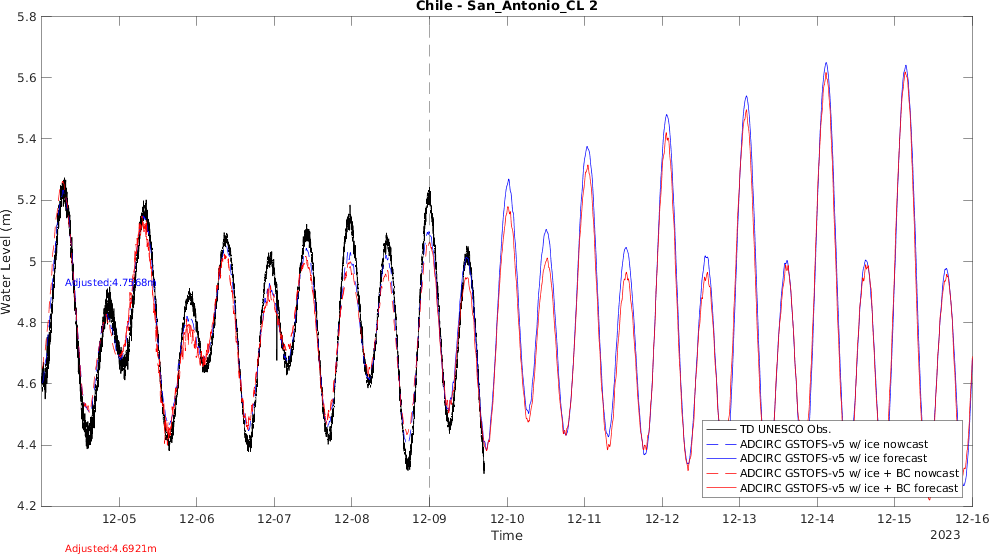 Chile - San_Antonio_CL 2
5.8
5.6
5.4
5.2
5
4.8
4.6
4.4
4.2
Water Level (m)
Adjusted:4.7568m
TD UNESCO Obs.
ADCIRC GSTOFS-v5 w/ ice nowcast
ADCIRC GSTOFS-v5 w/ ice forecast
ADCIRC GSTOFS-v5 w/ ice + BC nowcast
ADCIRC GSTOFS-v5 w/ ice + BC forecast
12-05 12-06 12-07 12-08 12-09 12-10 12-11 12-12 12-13 12-14 12-15 12-16
Time
2023
Adjusted:4.6921m